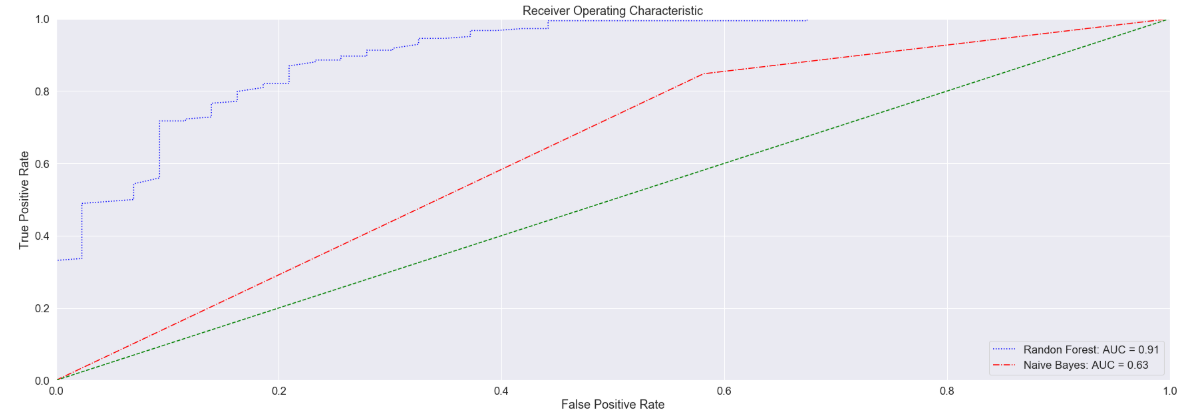 Receiver Operating Characteristic
1.0
0.8
0.6
0.4
0.2
0.0
True Positive Rate
Randon Forest: AUC = 0.91
Naive Bayes: AUC = 0.63
0.0 0.2 0.4 0.6 0.8 1.0
False Positive Rate